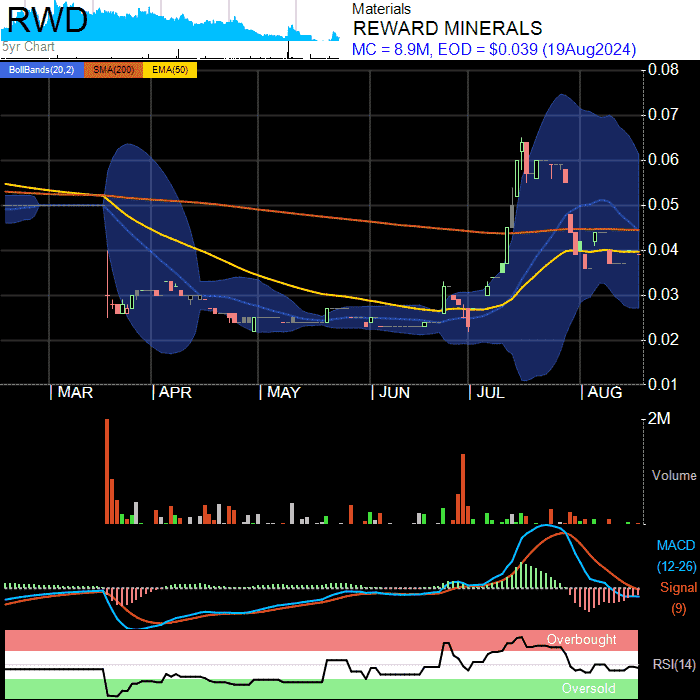 RWD
5yr Chart
Materials
REWARD MINERALS
MC = 8.9M, EOD = $0.039 (19Aug2024)
BollBands(20,2) SMA(200) EMA(50)
0.08
0.07
0.06
0.05
0.04
0.03
0.02
0.01
MAR APR MAY JUN JUL AUG
2M
Volume
MACD
(12-26)
Signal
(9)
Overbought
RSI(14)
Oversold